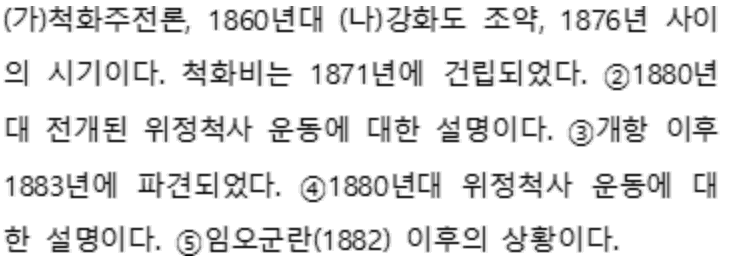 (가)척화주전론, 1860년대 (나)강화도 조약, 1876년 사이
의 시기이다. 척화비는 1871년에 건립되었다. ②1880년
대 전개된 위정척사 운동에 대한 설명이다. ③개항 이후
1883년에 파견되었다. ④1880년대 위정척사 운동에 대
한 설명이다. ⑤임오군란(1882) 이후의 상황이다.